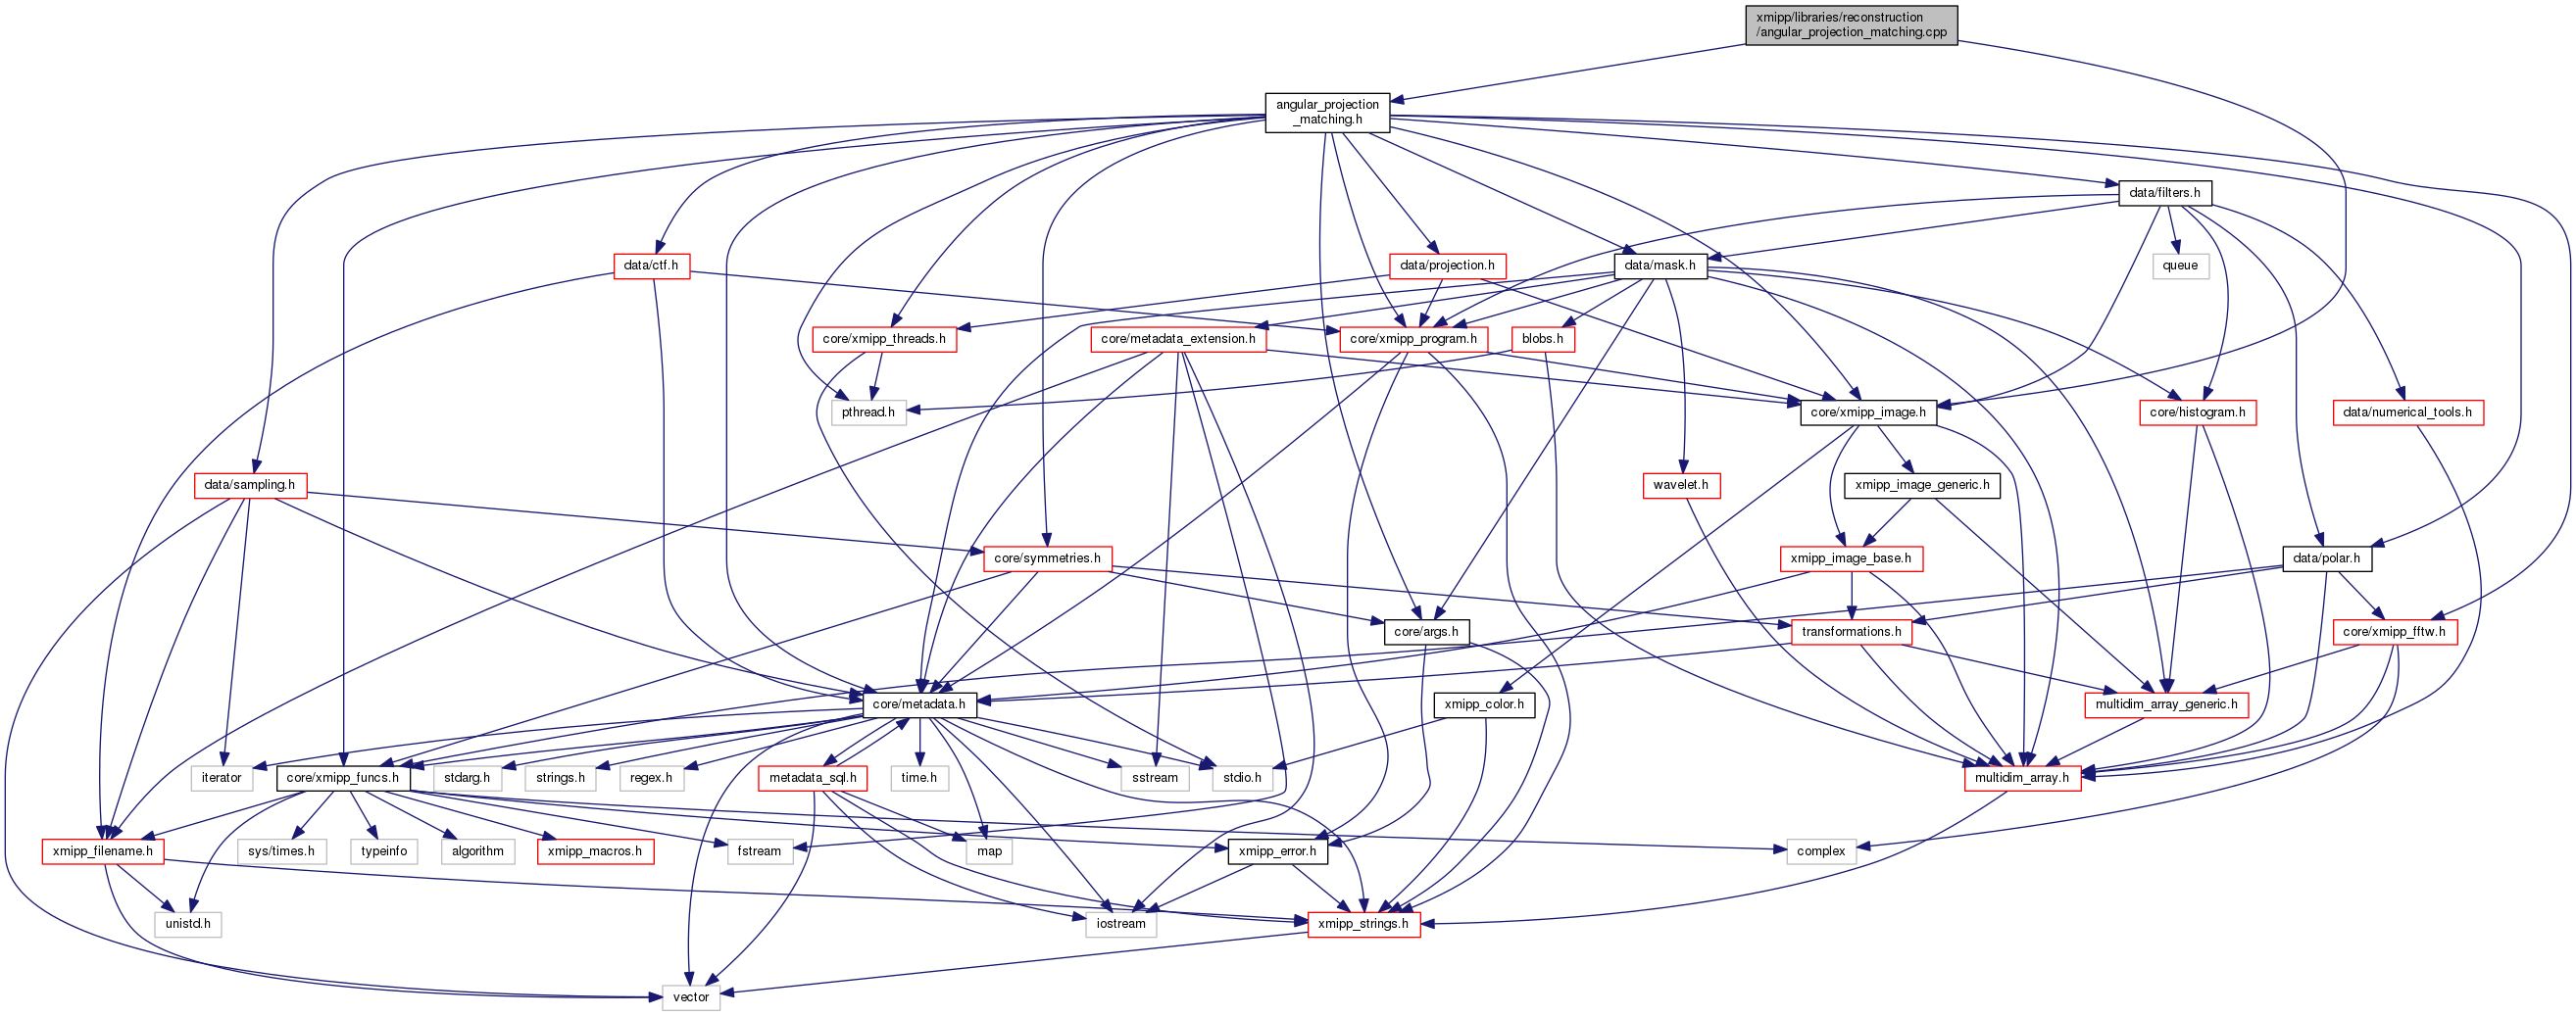 xmipp/libraries/reconstruction
/angular_projection_matching.cpp
angular_projection
_matching.h
data/filters.h
data/ctf.h
data/projection.h
data/mask.h
queue
core/xmipp_threads.h
core/metadata_extension.h
core/xmipp_program.h
blobs.h
pthread.h
core/xmipp_image.h
core/histogram.h
data/numerical_tools.h
data/sampling.h
wavelet.h
xmipp_image_generic.h
core/symmetries.h
xmipp_image_base.h
data/polar.h
core/args.h
transformations.h
core/xmipp_fftw.h
core/metadata.h
xmipp_color.h
multidim_array_generic.h
iterator
core/xmipp_funcs.h
stdarg.h
strings.h
regex.h
metadata_sql.h
time.h
sstream
stdio.h
multidim_array.h
xmipp_filename.h
sys/times.h
typeinfo
algorithm
xmipp_macros.h
fstream
map
xmipp_error.h
complex
unistd.h
iostream
xmipp_strings.h
vector